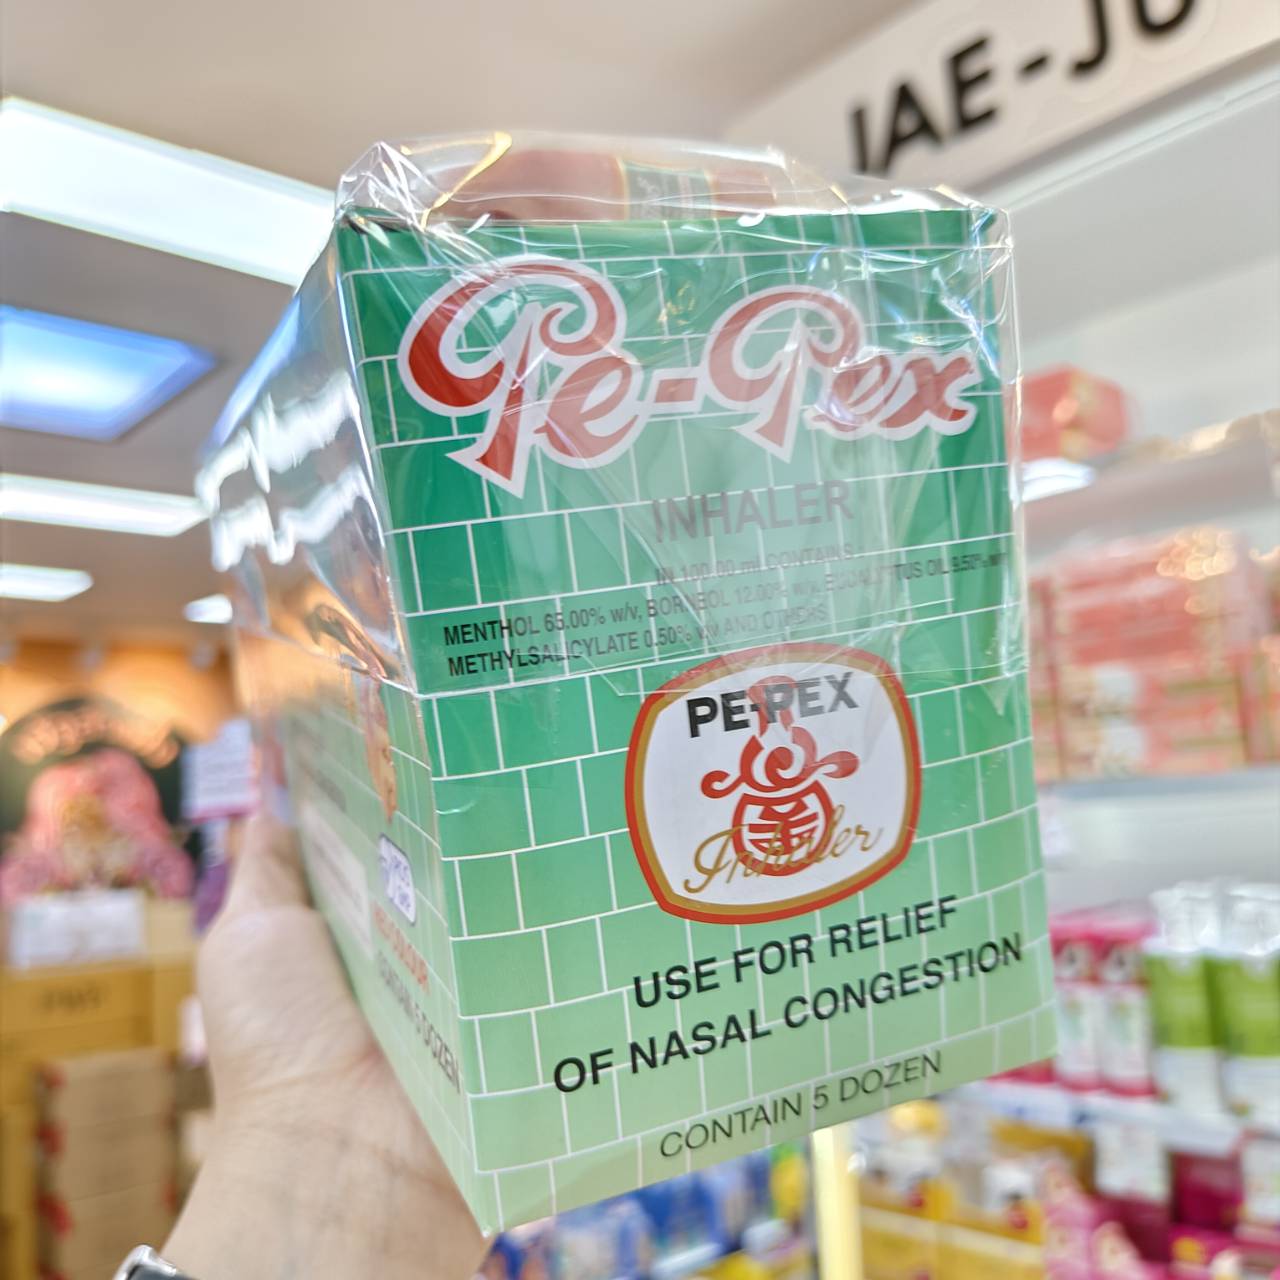 JAE-JU
Pe-Pex
INHALER
IN 100.00 ml CONTAINS:
MENTHOL 65.00% w/v, BORNEOL 12.00% w/v, EUCALYPTUS OIL 9.50% w/v
METHYLSALICYLATE 0.50% w/v AND OTHERS
PE-PEX
Inhaler
USE FOR RELIEF
OF NASAL CONGESTION
CONTAIN 5 DOZEN
CONTAIN 5 DOZEN